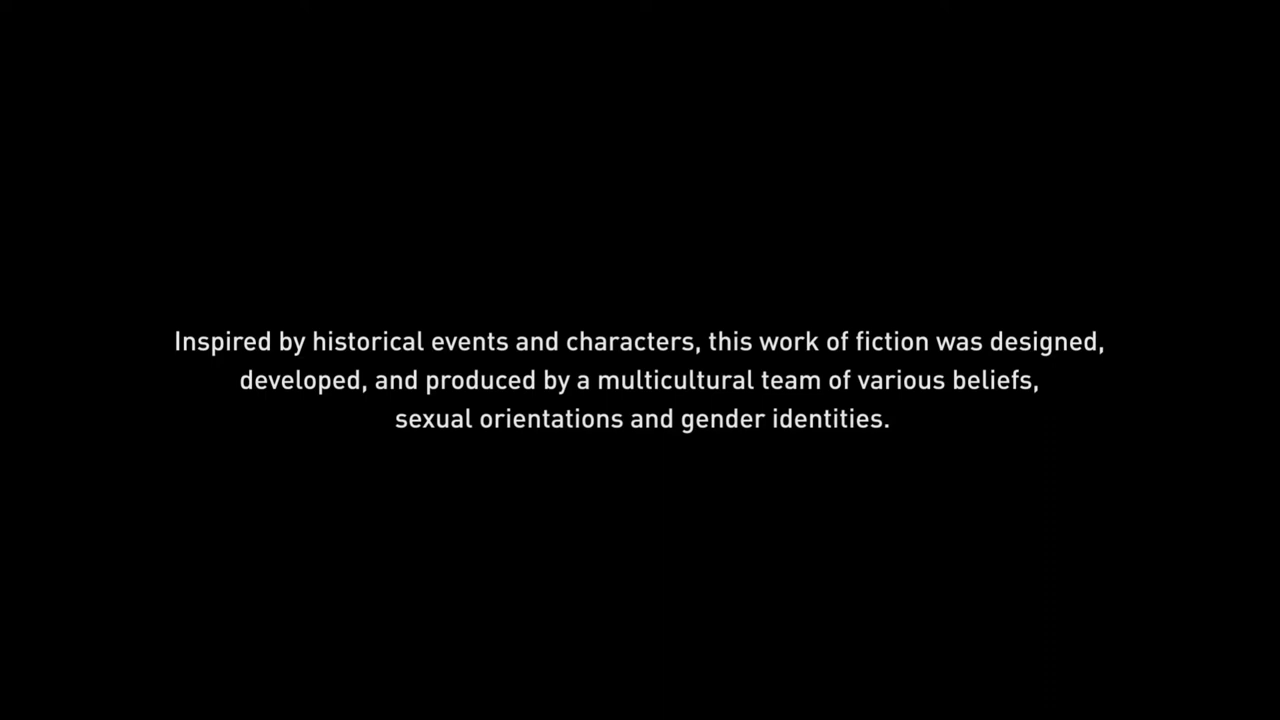 Inspired by historical events and characters, this work of fiction was designed,
developed, and produced by a multicultural team of various beliefs,
sexual orientations and gender identities.